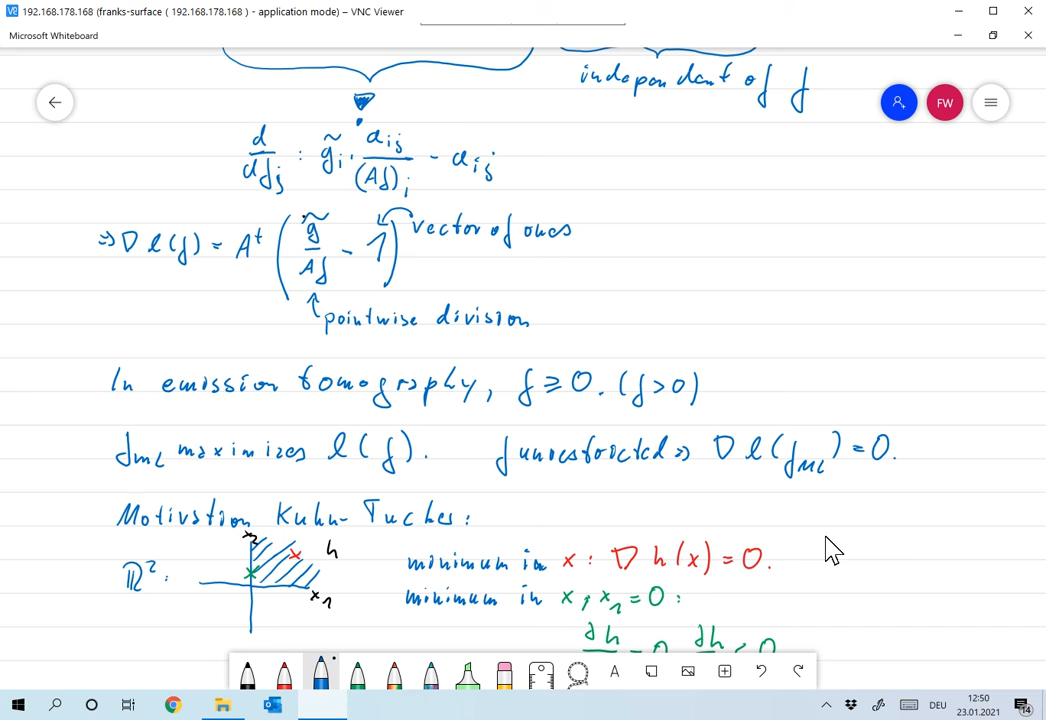 192.168.178.168 (franks-surface ( 192.168.178.168 ) - application mode) – VNC Viewer
Microsoft Whiteboard
independent of f
FW
d/df_j : g̃_i · a_ij/(Af)_i - a_ij
⇒ ∇ l(f) = A^t ( g̃/Af - 1 ) vector of ones
pointwise division
In emission tomography, f ≥ 0. (f > 0)
f_ML maximizes l(f). f unrestricted ⇒ ∇ l(f_ML) = 0.
Motivation Kuhn-Tucker:
x_2
h
ℝ²:
x_1
minimum in x : ∇ h(x) = 0.
minimum in x, x_1 = 0 :
∂h = 0, ∂h
A
DEU
12:50
23.01.2021
14